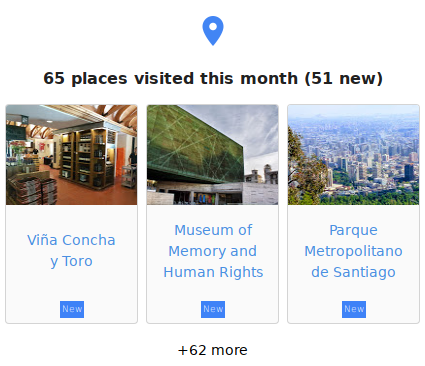 65 places visited this month (51 new)
Viña Concha
y Toro
New
Museum of
Memory and
Human Rights
New
Parque
Metropolitano
de Santiago
New
+62 more